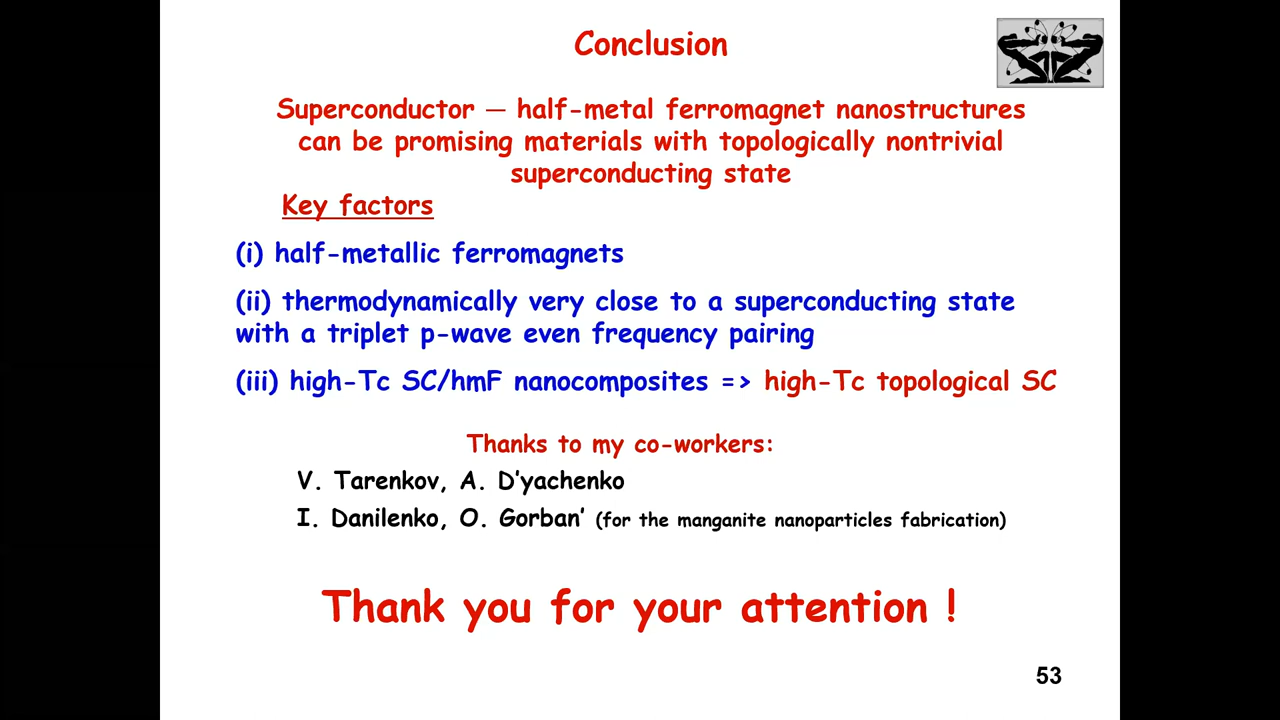 Conclusion
Superconductor — half-metal ferromagnet nanostructures
can be promising materials with topologically nontrivial
superconducting state
Key factors
(i) half-metallic ferromagnets
(ii) thermodynamically very close to a superconducting state
with a triplet p-wave even frequency pairing
(iii) high-Tc SC/hmF nanocomposites => high-Tc topological SC
Thanks to my co-workers:
V. Tarenkov, A. D’yachenko
I. Danilenko, O. Gorban’ (for the manganite nanoparticles fabrication)
Thank you for your attention !
53